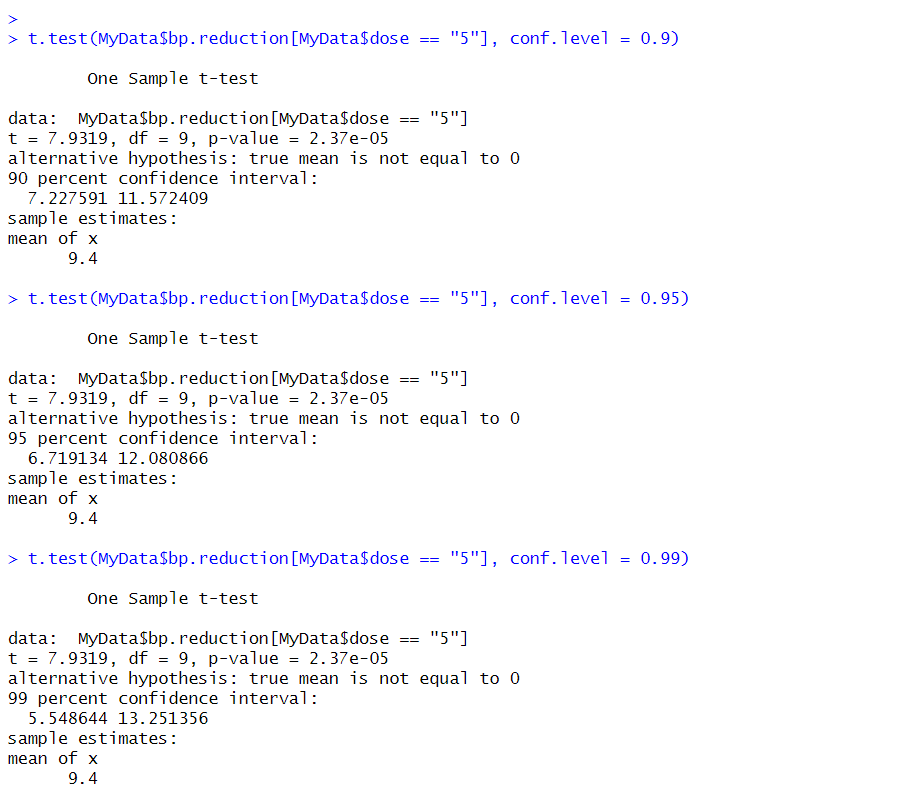 >
> t.test(MyData$bp.reduction[MyData$dose == "5"], conf.level = 0.9)
One Sample t-test
data:  MyData$bp.reduction[MyData$dose == "5"]
t = 7.9319, df = 9, p-value = 2.37e-05
alternative hypothesis: true mean is not equal to 0
90 percent confidence interval:
7.227591 11.572409
sample estimates:
mean of x
9.4
> t.test(MyData$bp.reduction[MyData$dose == "5"], conf.level = 0.95)
One Sample t-test
data:  MyData$bp.reduction[MyData$dose == "5"]
t = 7.9319, df = 9, p-value = 2.37e-05
alternative hypothesis: true mean is not equal to 0
95 percent confidence interval:
6.719134 12.080866
sample estimates:
mean of x
9.4
> t.test(MyData$bp.reduction[MyData$dose == "5"], conf.level = 0.99)
One Sample t-test
data:  MyData$bp.reduction[MyData$dose == "5"]
t = 7.9319, df = 9, p-value = 2.37e-05
alternative hypothesis: true mean is not equal to 0
99 percent confidence interval:
5.548644 13.251356
sample estimates:
mean of x
9.4